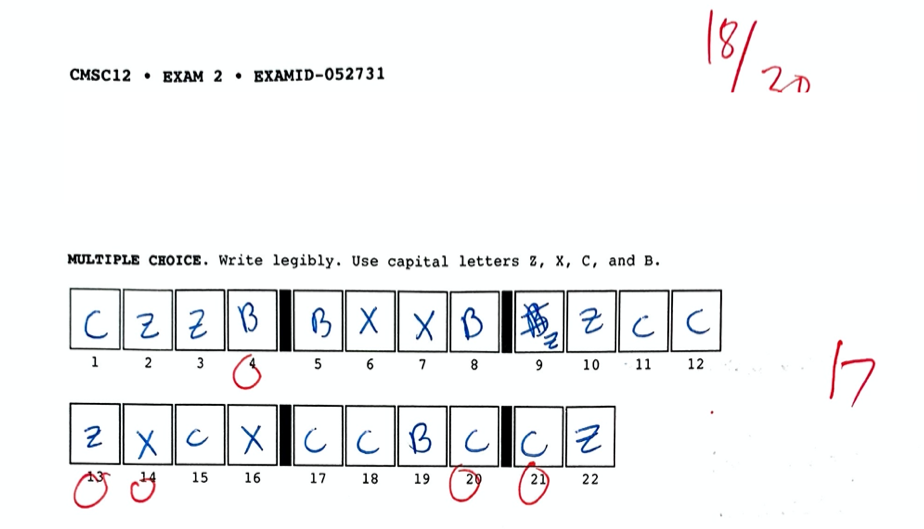 18/20
CMSC12 • EXAM 2 • EXAMID-052731
MULTIPLE CHOICE. Write legibly. Use capital letters Z, X, C, and B.
C Z Z B B X X B Z Z C C
1 2 3 4 5 6 7 8 9 10 11 12
17
Z X C X C C B C C Z
13 14 15 16 17 18 19 20 21 22